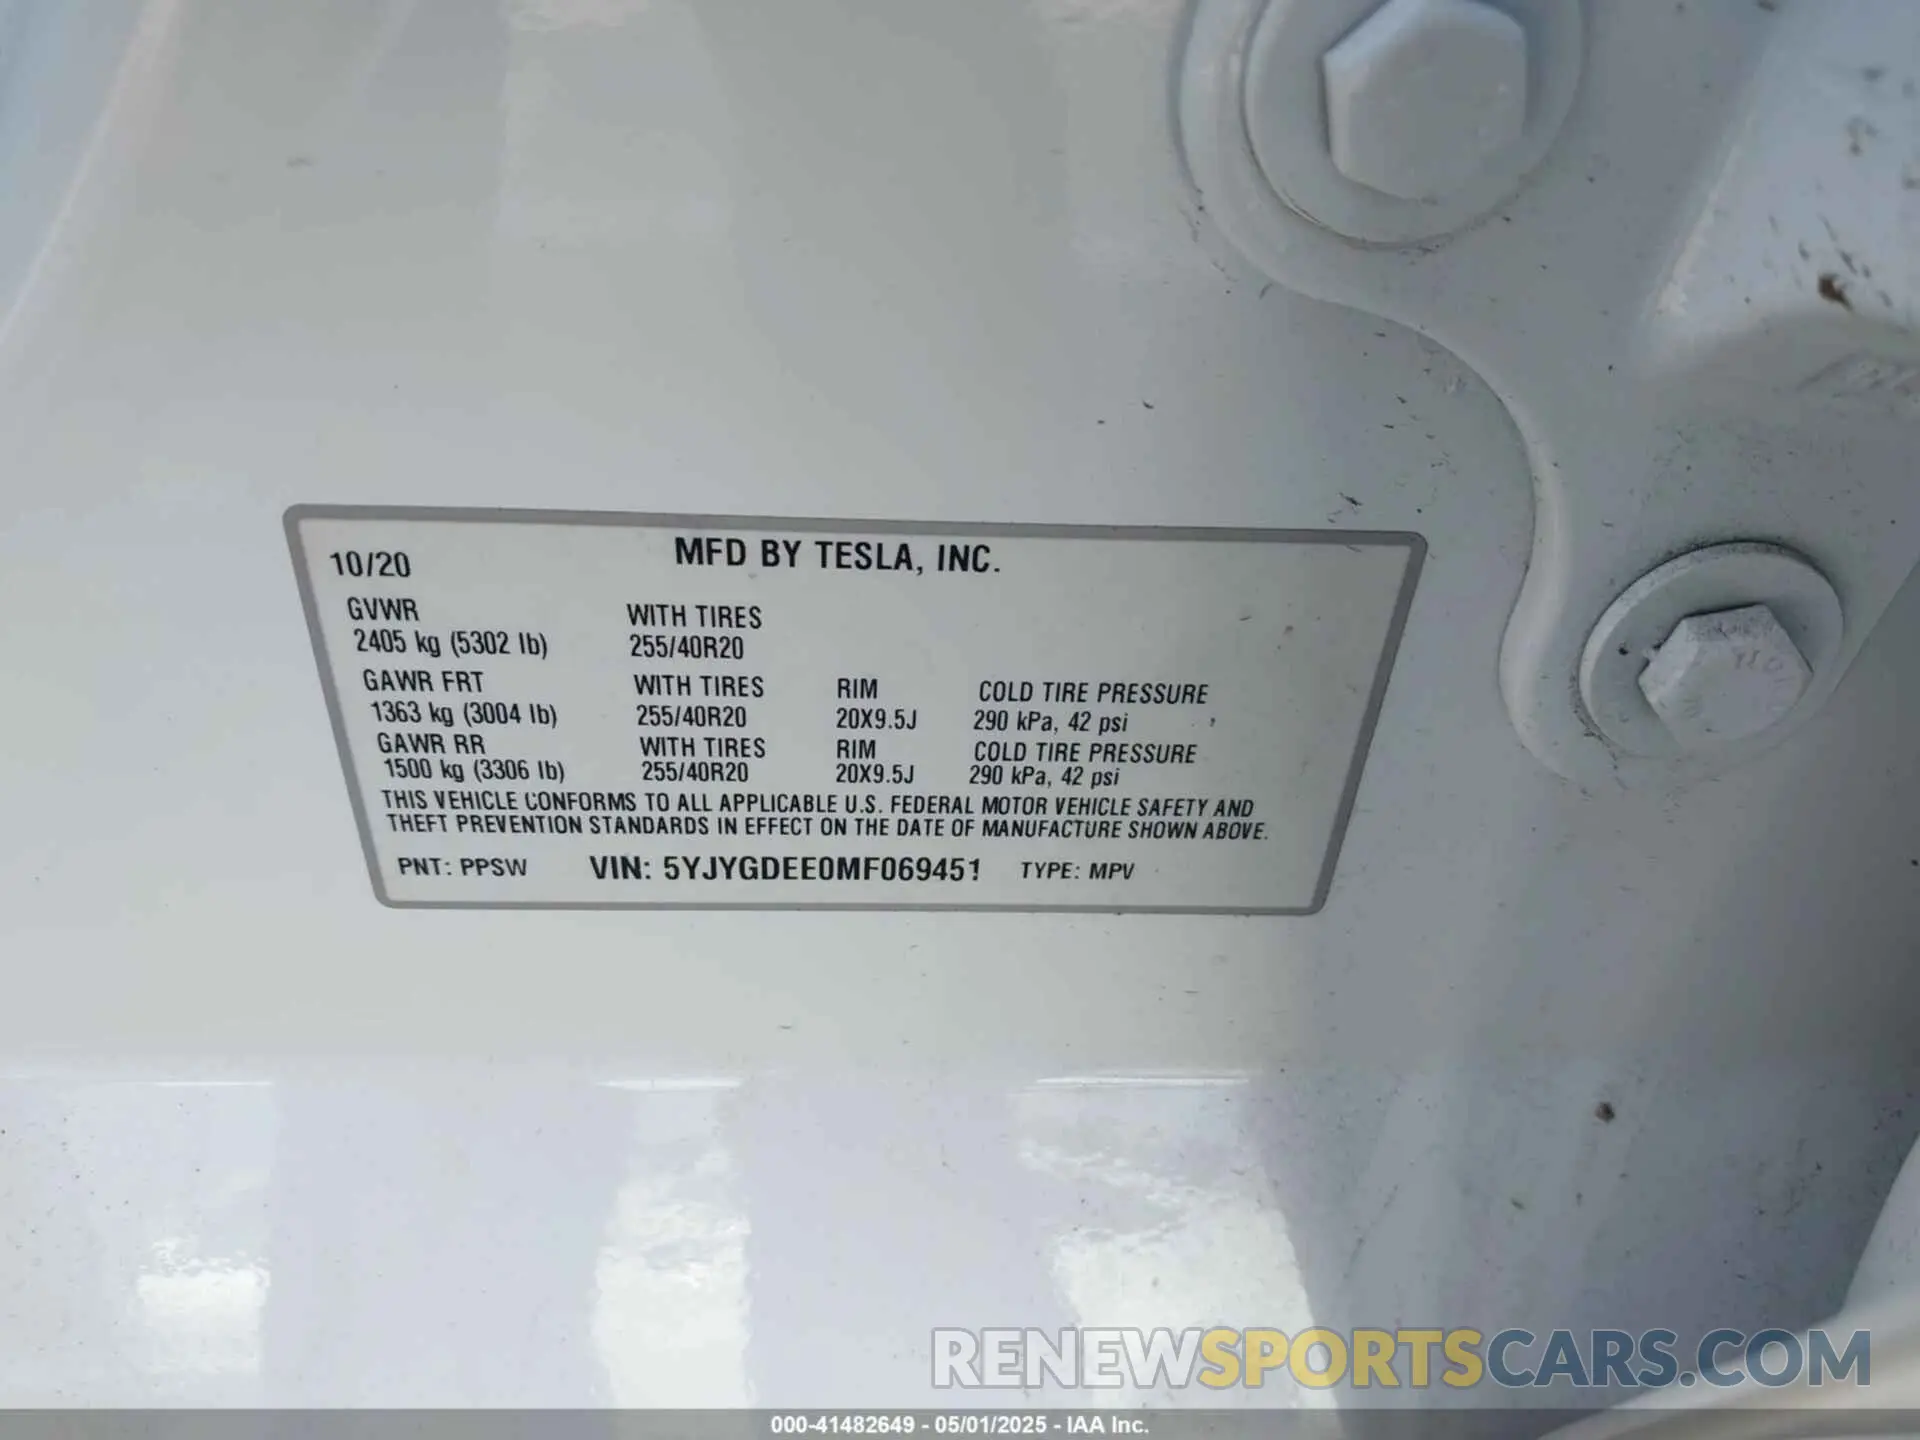 10/20 MFD BY TESLA, INC.
GVWR WITH TIRES
2405 kg (5302 lb) 255/40R20
GAWR FRT WITH TIRES RIM COLD TIRE PRESSURE
1363 kg (3004 lb) 255/40R20 20X9.5J 290 kPa, 42 psi
GAWR RR WITH TIRES RIM COLD TIRE PRESSURE
1500 kg (3306 lb) 255/40R20 20X9.5J 290 kPa, 42 psi
THIS VEHICLE CONFORMS TO ALL APPLICABLE U.S. FEDERAL MOTOR VEHICLE SAFETY AND
THEFT PREVENTION STANDARDS IN EFFECT ON THE DATE OF MANUFACTURE SHOWN ABOVE.
PNT: PPSW VIN: 5YJYGDEE0MF069451 TYPE: MPV
RENEWSPORTSCARS.COM
000-41482649 - 05/01/2025 - IAA Inc.